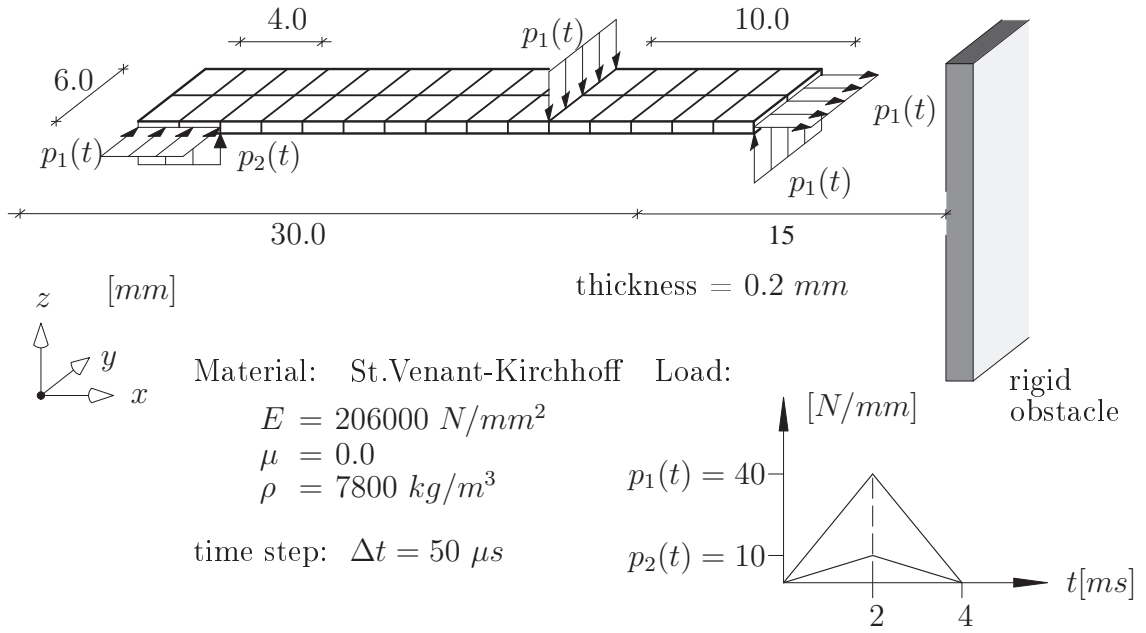 4.0
p₁(t)
10.0
6.0
p₁(t)
p₁(t)
p₂(t)
p₁(t)
30.0
15
[mm]
thickness = 0.2 mm
z
y
x
Material: St.Venant-Kirchhoff Load:
E = 206000 N/mm²
μ = 0.0
ρ = 7800 kg/m³
time step: Δt = 50 μs
rigid
obstacle
[N/mm]
p₁(t) = 40
p₂(t) = 10
t[ms]
2 4